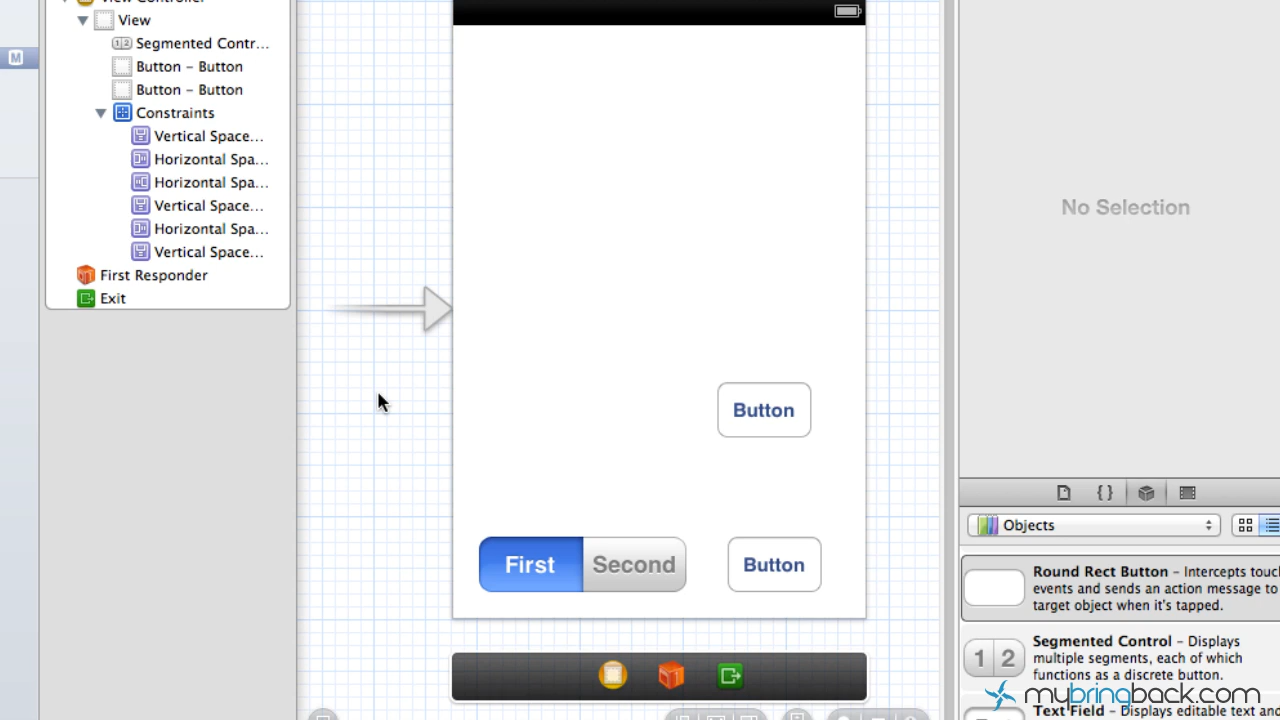 View Controller
View
Segmented Contr...
Button – Button
Button – Button
Constraints
Vertical Space...
Horizontal Spa...
Horizontal Spa...
Vertical Space...
Horizontal Spa...
Vertical Space...
First Responder
Exit
M
Button
First
Second
Button
No Selection
{ }
Objects
Round Rect Button – Intercepts touc
events and sends an action message to
target object when it's tapped.
1 2
Segmented Control – Displays
multiple segments, each of which
functions as a discrete button.
mybringback.com
Text Field – Displays editable text and